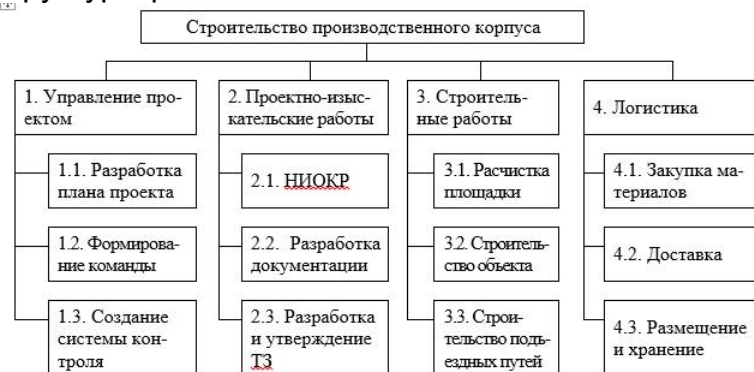 Строительство производственного корпуса
1. Управление про-
ектом
1.1. Разработка
плана проекта
1.2. Формирова-
ние команды
1.3. Создание
системы кон-
троля
2. Проектно-изыс-
кательские работы
2.1. НИОКР
2.2. Разработка
документации
2.3. Разработка
и утверждение
ТЗ
3. Строитель-
ные работы
3.1. Расчистка
площадки
3.2. Строитель-
ство объекта
3.3. Строи-
тельство подъ-
ездных путей
4. Логистика
4.1. Закупка ма-
териалов
4.2. Доставка
4.3. Размещение
и хранение